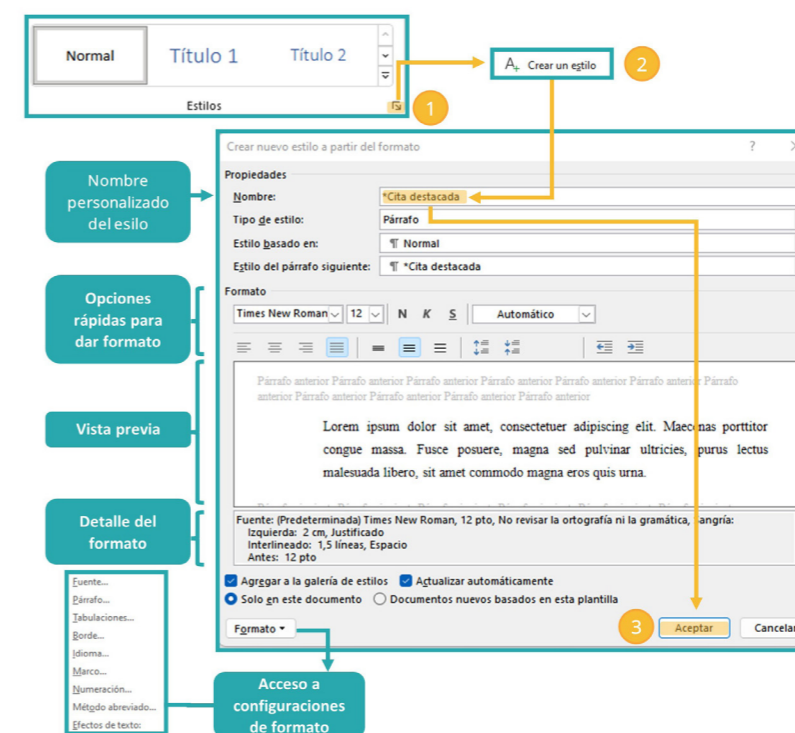 Normal
Título 1
Título 2
Estilos
1
A+ Crear un estilo
2
Crear nuevo estilo a partir del formato ? X
Nombre
personalizado
del esilo
Propiedades
Nombre: *Cita destacada
Tipo de estilo: Párrafo
Estilo basado en: ¶ Normal
Estilo del párrafo siguiente: ¶ *Cita destacada
Opciones
rápidas para
dar formato
Formato
Times New Roman 12 N K S Automático
Vista previa
Párrafo anterior Párrafo anterior Párrafo anterior Párrafo anterior Párrafo anterior Párrafo anterior Párrafo
anterior Párrafo anterior Párrafo anterior Párrafo anterior Párrafo anterior
Lorem ipsum dolor sit amet, consectetuer adipiscing elit. Maecenas porttitor
congue massa. Fusce posuere, magna sed pulvinar ultricies, purus lectus
malesuada libero, sit amet commodo magna eros quis urna.
Detalle del
formato
Fuente: (Predeterminada) Times New Roman, 12 pto, No revisar la ortografía ni la gramática, Sangría:
Izquierda: 2 cm, Justificado
Interlineado: 1,5 líneas, Espacio
Antes: 12 pto
Agregar a la galería de estilos Actualizar automáticamente
Solo en este documento Documentos nuevos basados en esta plantilla
Formato
3
Aceptar
Cancelar
Fuente...
Párrafo...
Tabulaciones...
Borde...
Idioma...
Marco...
Numeración...
Método abreviado...
Efectos de texto:
Acceso a
configuraciones
de formato